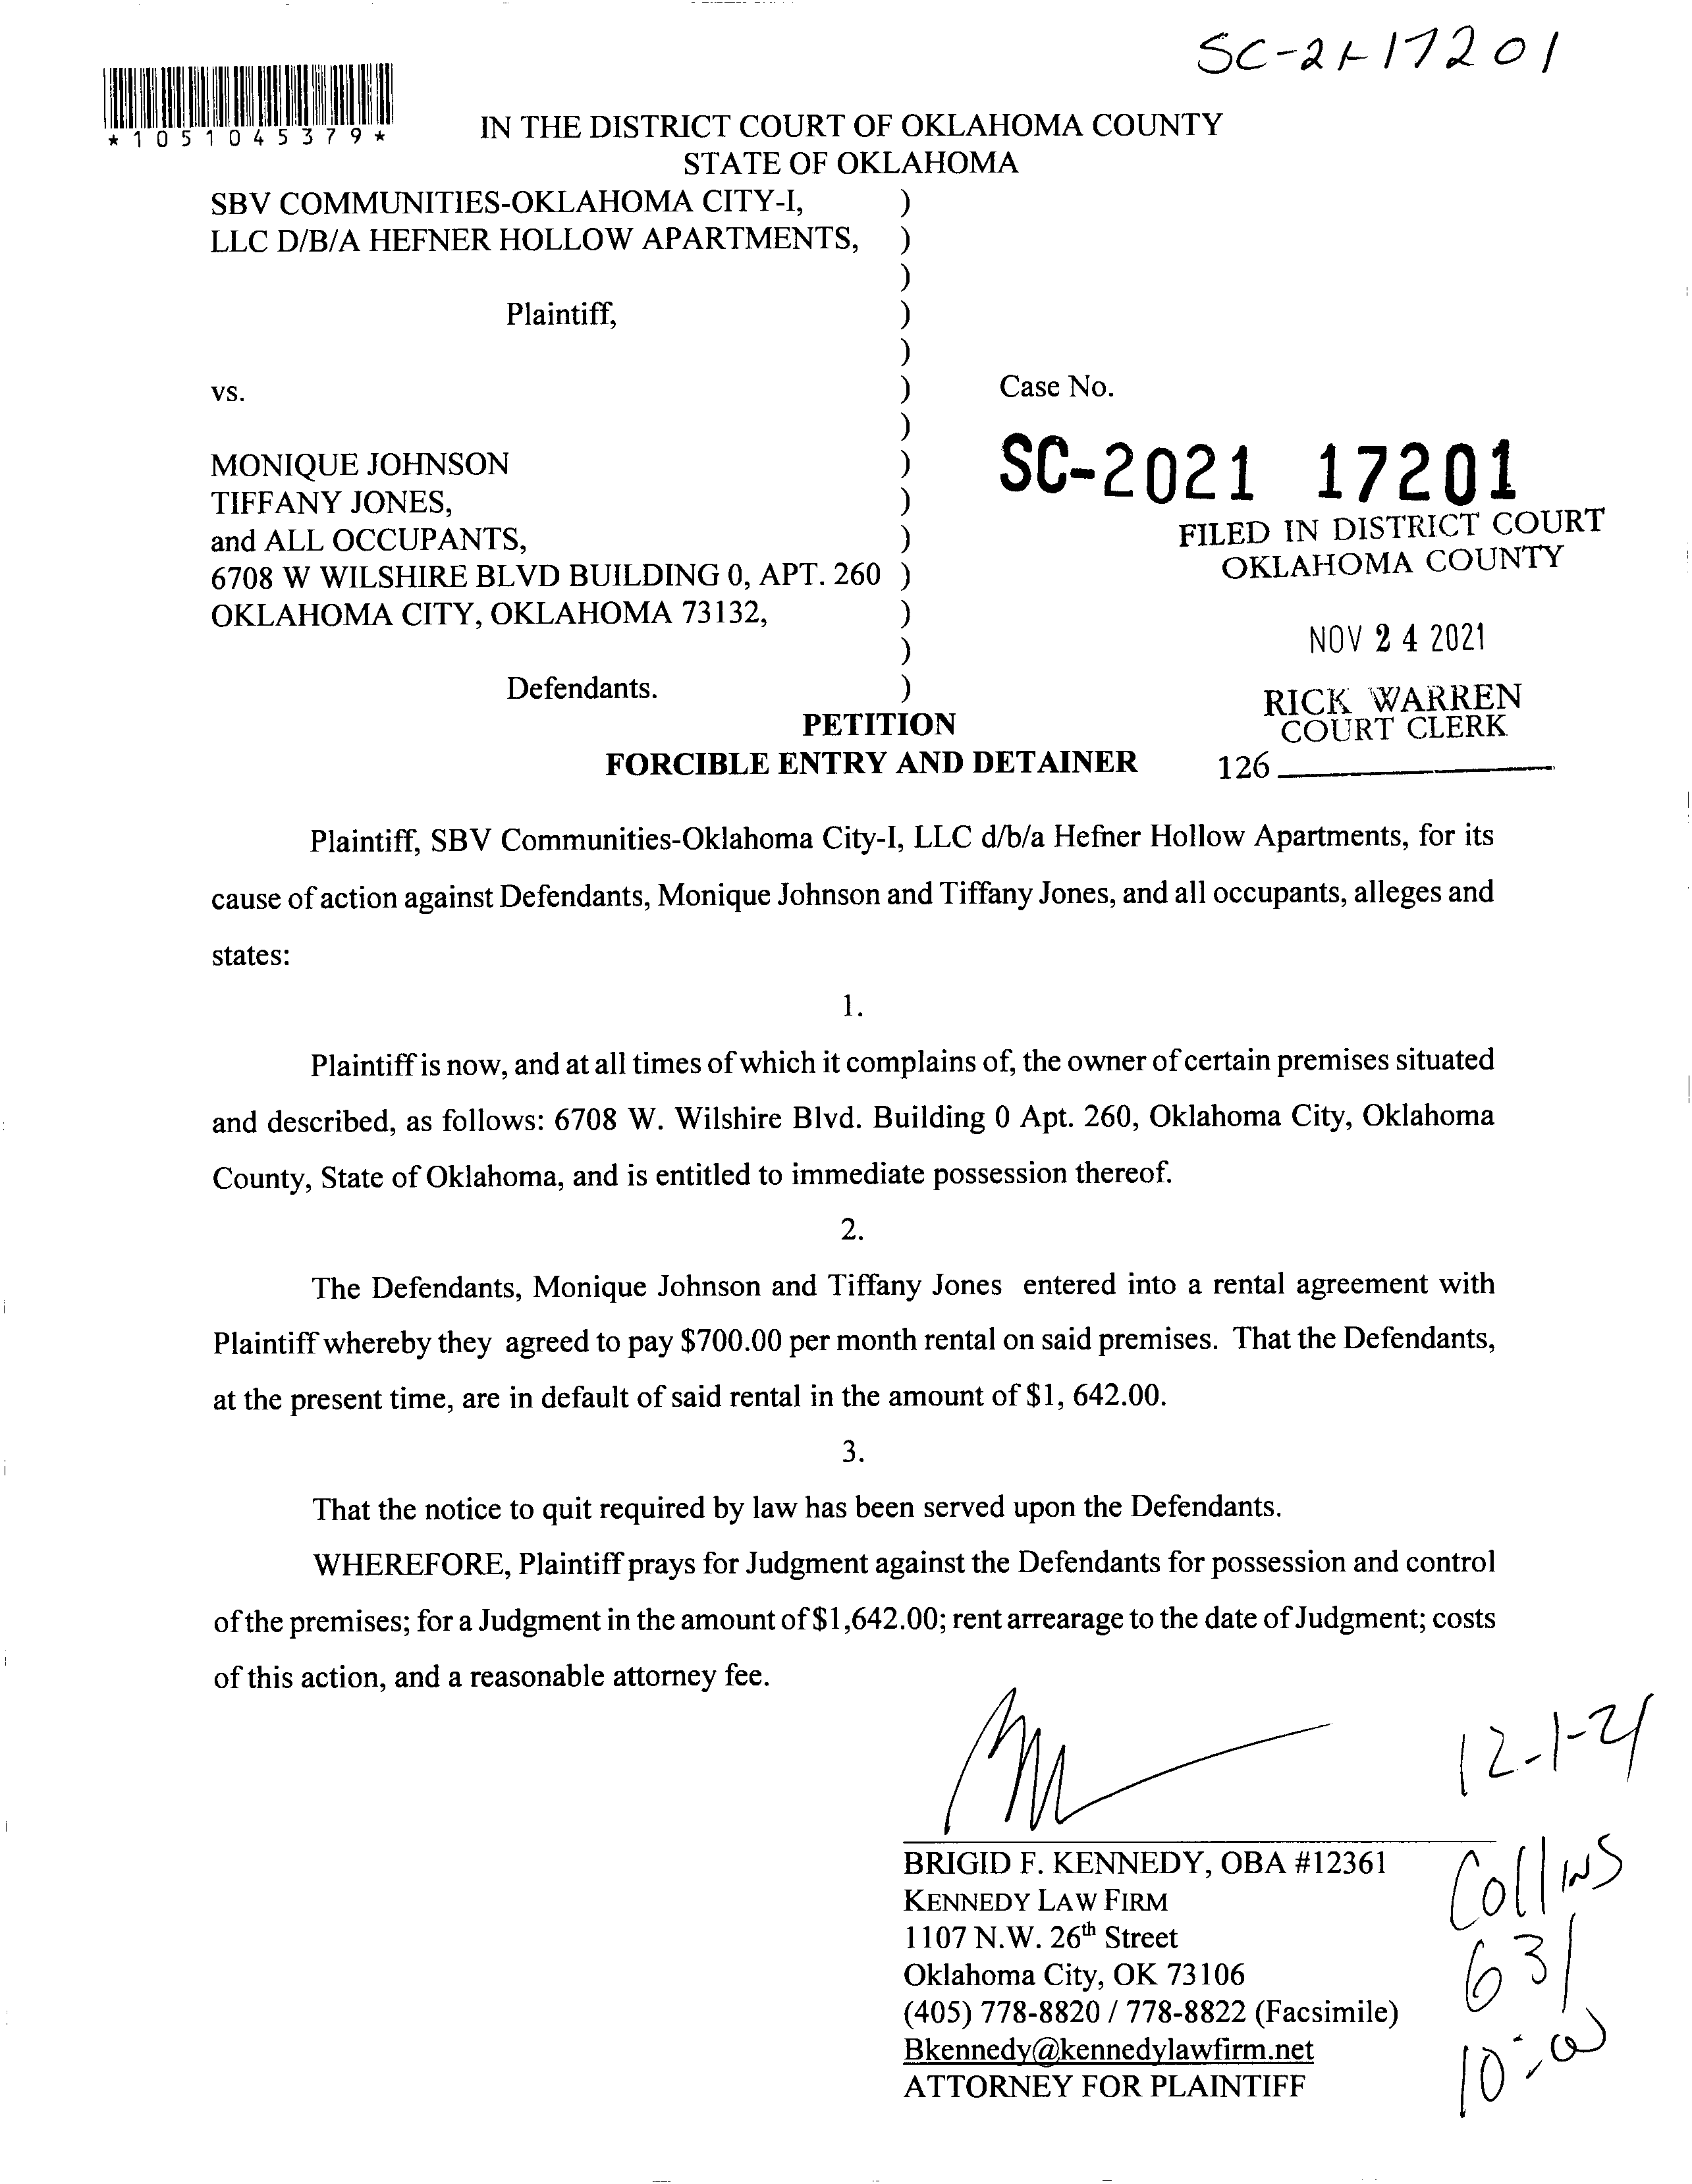 SC-21-17201
*1051045379*
IN THE DISTRICT COURT OF OKLAHOMA COUNTY
STATE OF OKLAHOMA
SBV COMMUNITIES-OKLAHOMA CITY-I, )
LLC D/B/A HEFNER HOLLOW APARTMENTS, )
)
Plaintiff, )
)
vs. ) Case No.
)
MONIQUE JOHNSON ) SC-2021 17201
TIFFANY JONES, )
and ALL OCCUPANTS, ) FILED IN DISTRICT COURT
6708 W WILSHIRE BLVD BUILDING 0, APT. 260 ) OKLAHOMA COUNTY
OKLAHOMA CITY, OKLAHOMA 73132, )
) NOV 24 2021
Defendants. ) RICK WARREN
PETITION COURT CLERK
FORCIBLE ENTRY AND DETAINER 126
Plaintiff, SBV Communities-Oklahoma City-I, LLC d/b/a Hefner Hollow Apartments, for its
cause of action against Defendants, Monique Johnson and Tiffany Jones, and all occupants, alleges and
states:
1.
Plaintiff is now, and at all times of which it complains of, the owner of certain premises situated
and described, as follows: 6708 W. Wilshire Blvd. Building 0 Apt. 260, Oklahoma City, Oklahoma
County, State of Oklahoma, and is entitled to immediate possession thereof.
2.
The Defendants, Monique Johnson and Tiffany Jones entered into a rental agreement with
Plaintiff whereby they agreed to pay $700.00 per month rental on said premises. That the Defendants,
at the present time, are in default of said rental in the amount of $1, 642.00.
3.
That the notice to quit required by law has been served upon the Defendants.
WHEREFORE, Plaintiff prays for Judgment against the Defendants for possession and control
of the premises; for a Judgment in the amount of $1,642.00; rent arrearage to the date of Judgment; costs
of this action, and a reasonable attorney fee.
12-1-21
BRIGID F. KENNEDY, OBA #12361
Collins
KENNEDY LAW FIRM
1107 N.W. 26th Street
631
Oklahoma City, OK 73106
(405) 778-8820 / 778-8822 (Facsimile)
10:00
Bkennedy@kennedylawfirm.net
ATTORNEY FOR PLAINTIFF